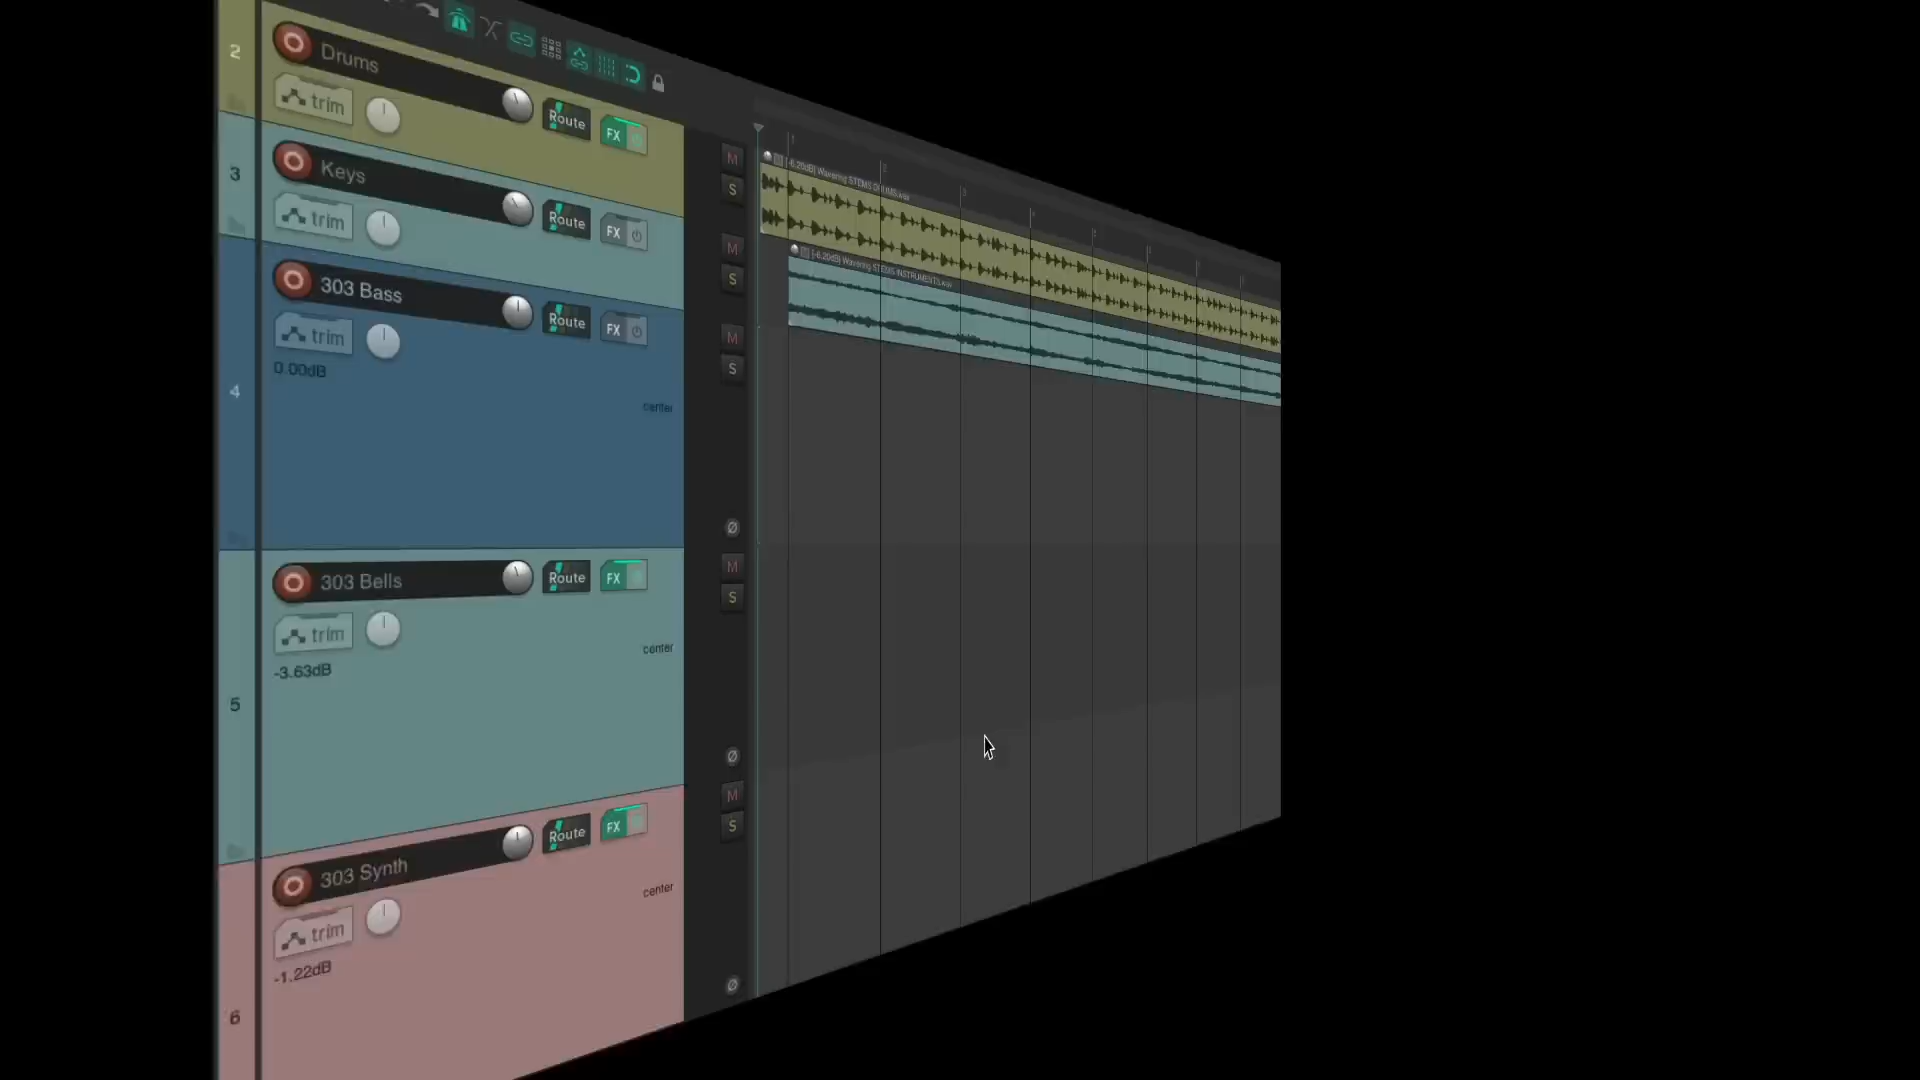 2
Drums
trim
Route
FX
M
S
[-6.20dB] Wavering STEMS DRUMS.wav
3
Keys
trim
Route
FX
M
S
[-6.20dB] Wavering STEMS INSTRUMENTS.wav
4
303 Bass
trim
Route
FX
M
S
0.00dB
center
Ø
5
303 Bells
trim
Route
FX
M
S
-3.63dB
center
Ø
6
303 Synth
trim
Route
FX
M
S
-1.22dB
center
Ø